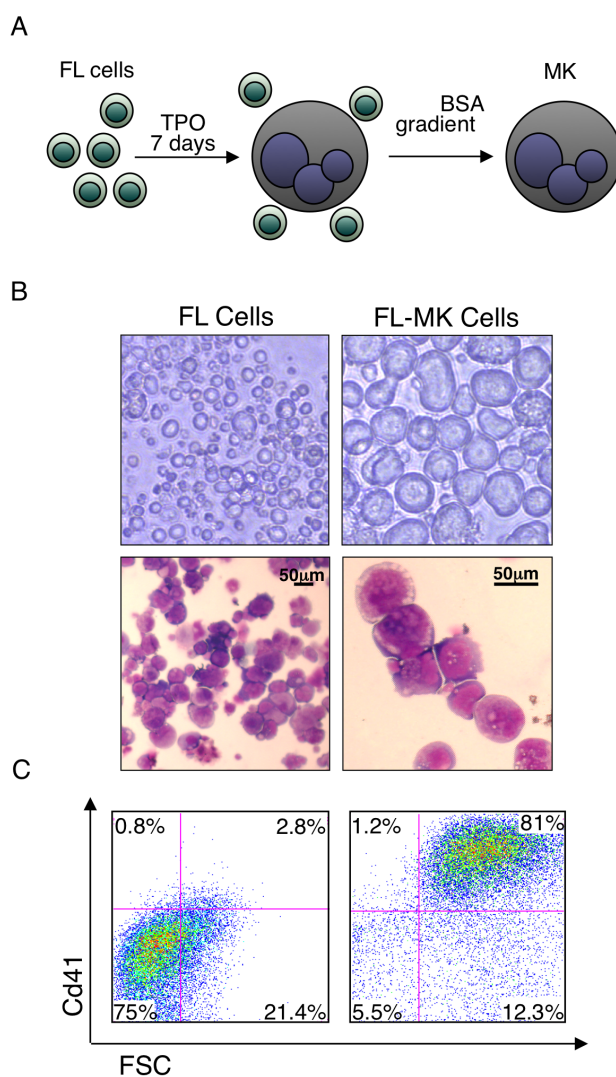 A
FL cells
MK
TPO
7 days
BSA
gradient
B
FL Cells
FL-MK Cells
50µm
50µm
C
0.8%
2.8%
1.2%
81%
75%
21.4%
5.5%
12.3%
Cd41
FSC